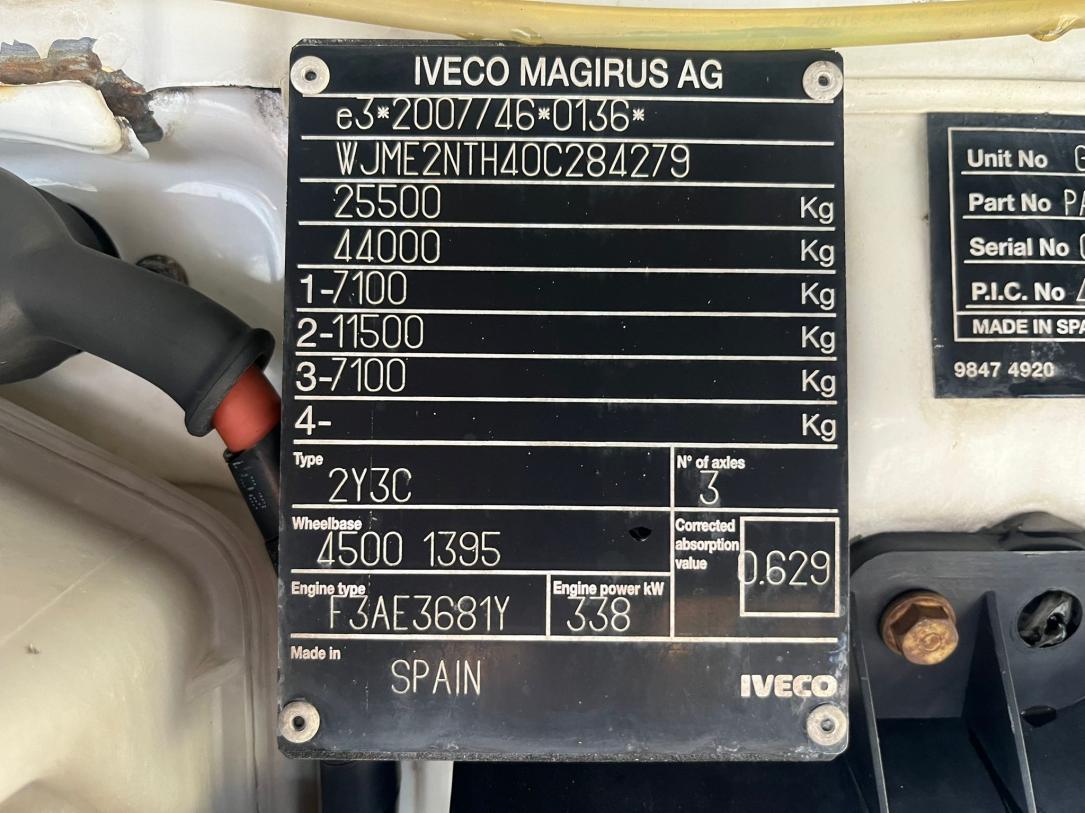 IVECO MAGIRUS AG
e3*2007/46*0136*
WJME2NTH40C284279
25500 Kg
44000 Kg
1-7100 Kg
2-11500 Kg
3-7100 Kg
4- Kg
Type
2Y3C
N° of axles
3
Wheelbase
4500 1395
Corrected
absorption
value
0.629
Engine type
F3AE3681Y
Engine power kW
338
Made in
SPAIN
IVECO
Unit No
Part No
Serial No
P.I.C. No
MADE IN
9847 4920